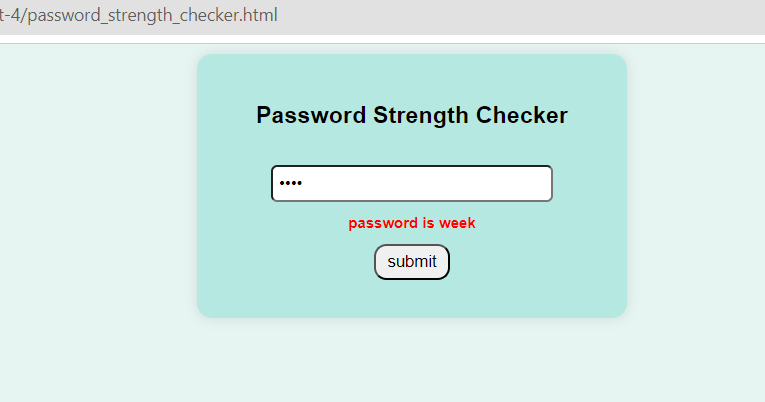 t-4/password_strength_checker.html
Password Strength Checker
••••
password is week
submit